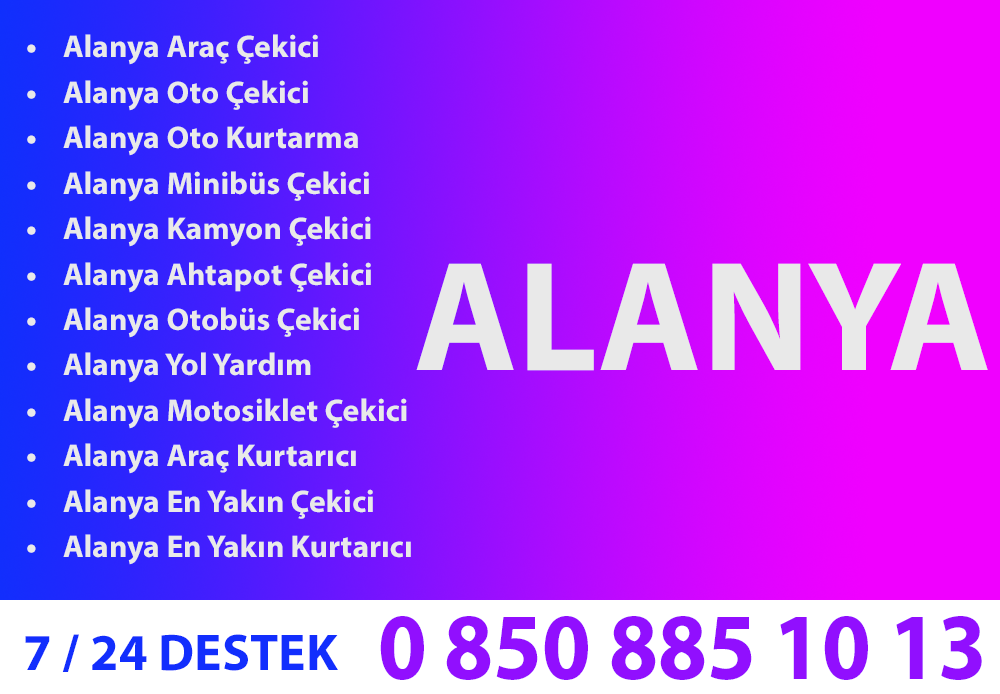 • Alanya Araç Çekici
• Alanya Oto Çekici
• Alanya Oto Kurtarma
• Alanya Minibüs Çekici
• Alanya Kamyon Çekici
• Alanya Ahtapot Çekici
• Alanya Otobüs Çekici
• Alanya Yol Yardım
• Alanya Motosiklet Çekici
• Alanya Araç Kurtarıcı
• Alanya En Yakın Çekici
• Alanya En Yakın Kurtarıcı
ALANYA
7 / 24 DESTEK 0 850 885 10 13